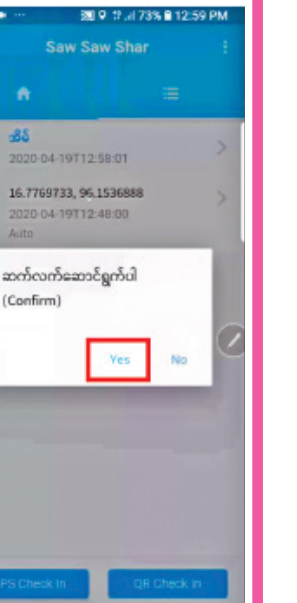 73% 12:59 PM
Saw Saw Shar
အိမ်
2020-04-19T12:58:01
16.7769733, 96.1536888
2020-04-19T12:48:00
Auto
ဆက်လက်ဆောင်ရွက်ပါ
(Confirm)
Yes No
PS Check In QR Check In